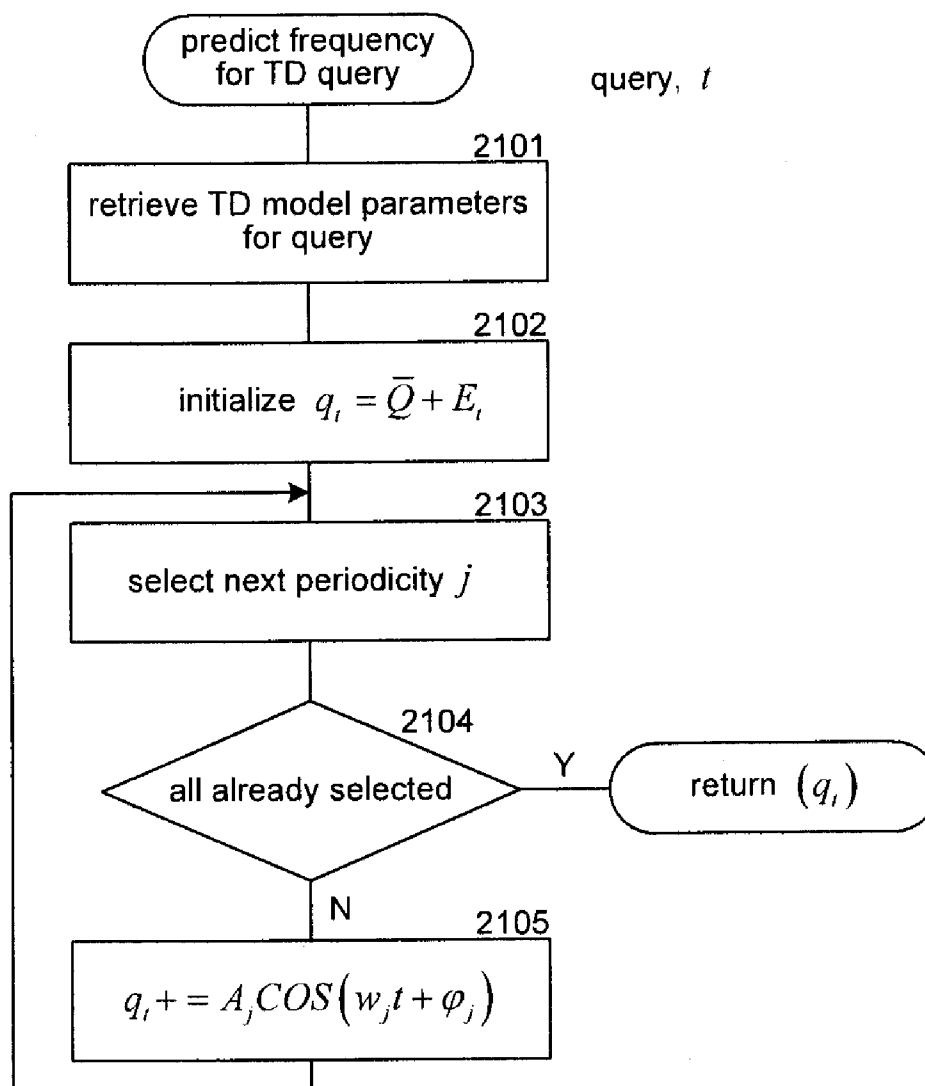 predict frequency
for TD query
query, t
2101
retrieve TD model parameters
for query
2102
initialize q_t = Q̅ + E_t
2103
select next periodicity j
2104
all already selected
Y
return (q_t)
N
2105
q_t += A_j COS(w_j t + φ_j)